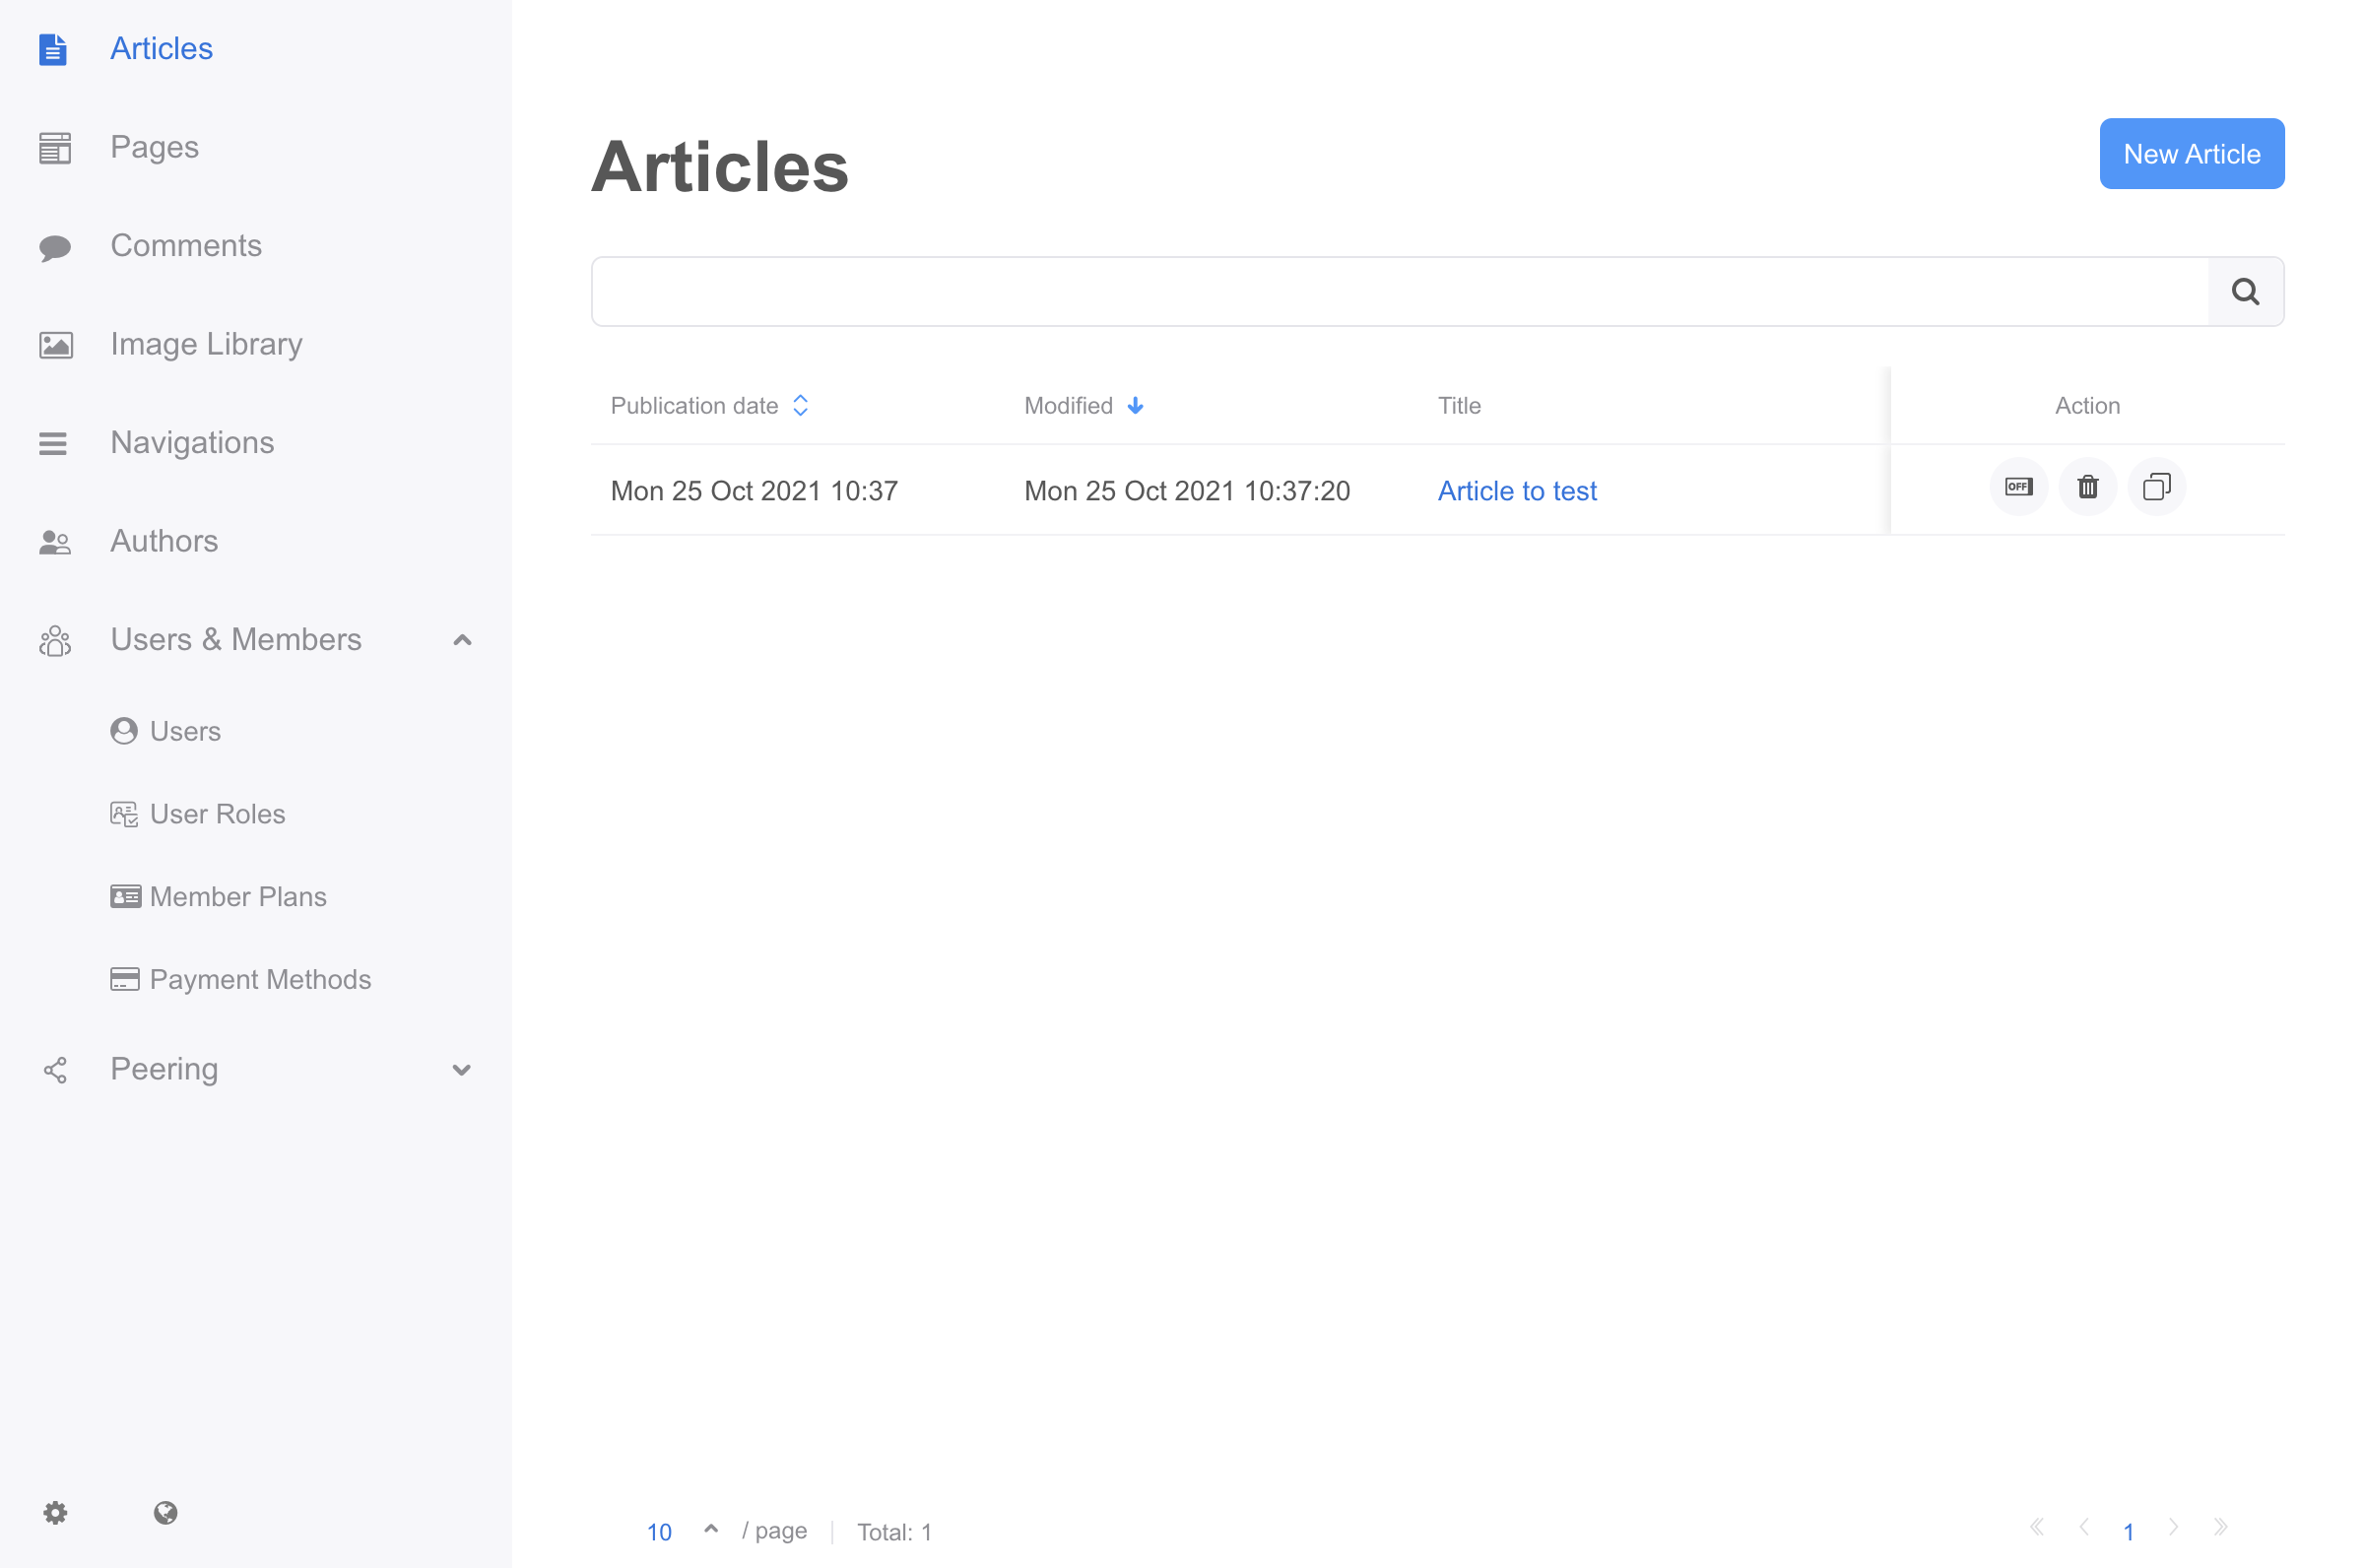 Articles
Pages
Comments
Image Library
Navigations
Authors
Users & Members
Users
User Roles
Member Plans
Payment Methods
Peering
Articles
New Article
Publication date
Modified
Title
Action
Mon 25 Oct 2021 10:37
Mon 25 Oct 2021 10:37:20
Article to test
OFF
10 / page
Total: 1
1